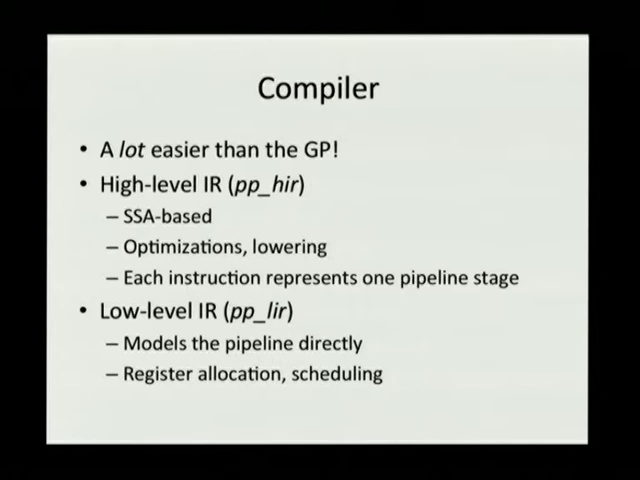 Compiler
• A lot easier than the GP!
• High-level IR (pp_hir)
– SSA-based
– Optimizations, lowering
– Each instruction represents one pipeline stage
• Low-level IR (pp_lir)
– Models the pipeline directly
– Register allocation, scheduling